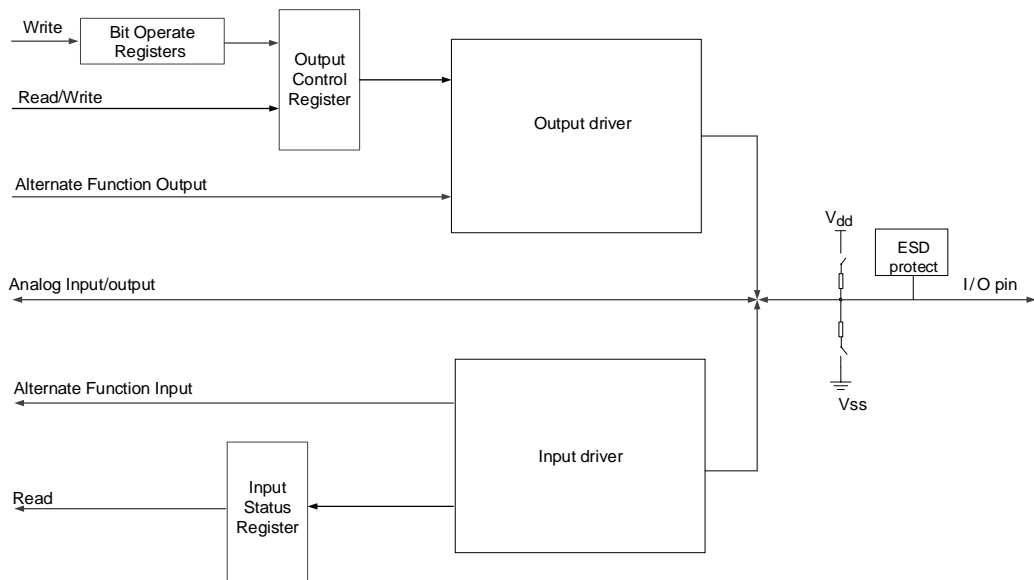 Write
Bit Operate
Registers
Output
Control
Register
Read/Write
Output driver
Alternate Function Output
Vdd
ESD
protect
Analog Input/output
I/O pin
Alternate Function Input
Vss
Input driver
Read
Input
Status
Register